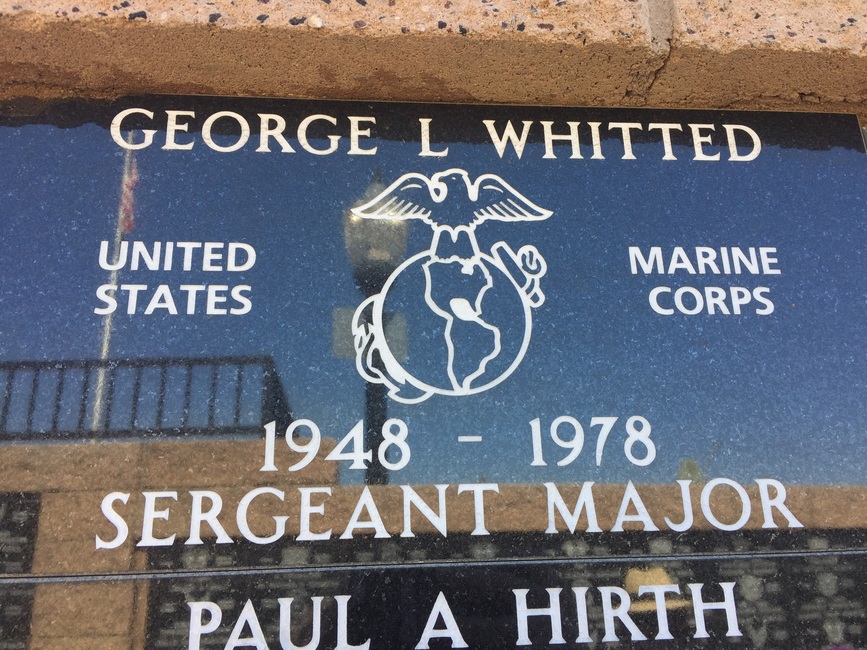 GEORGE L WHITTED
UNITED STATES
MARINE CORPS
1948 - 1978
SERGEANT MAJOR
PAUL A HIRTH